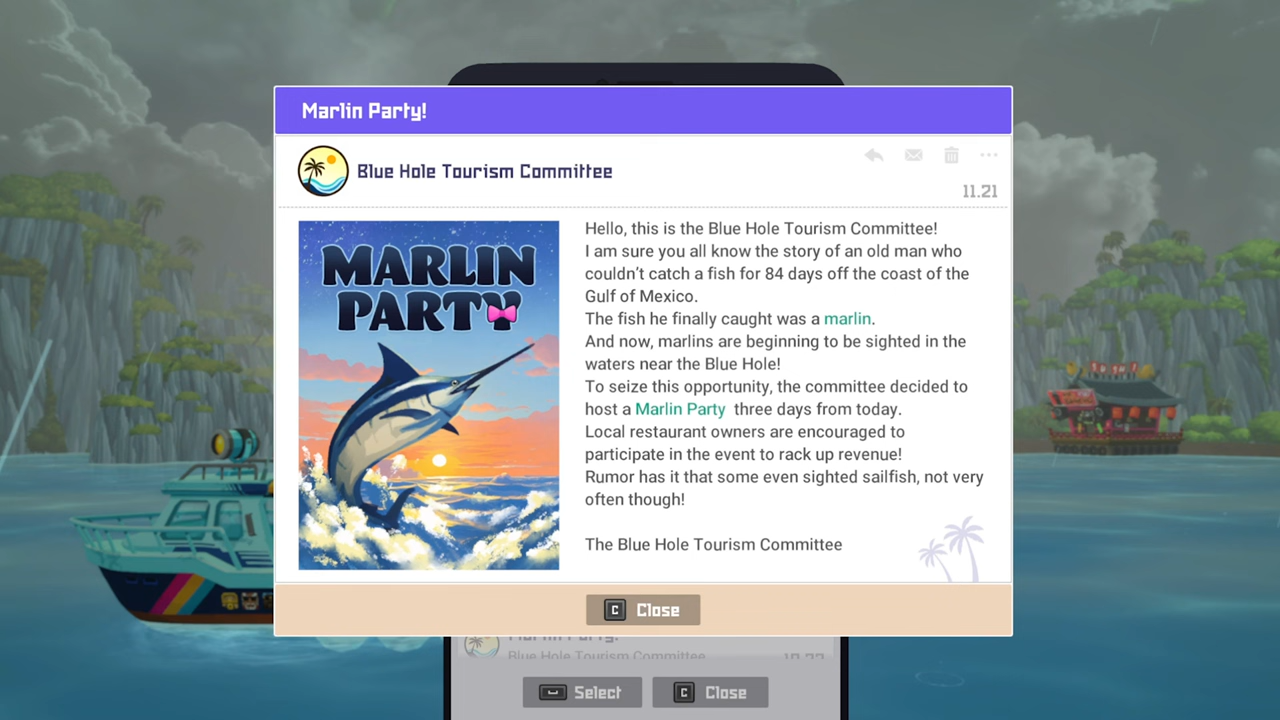 Marlin Party!
Blue Hole Tourism Committee
11.21
MARLIN
PARTY
Hello, this is the Blue Hole Tourism Committee!
I am sure you all know the story of an old man who
couldn't catch a fish for 84 days off the coast of the
Gulf of Mexico.
The fish he finally caught was a marlin.
And now, marlins are beginning to be sighted in the
waters near the Blue Hole!
To seize this opportunity, the committee decided to
host a Marlin Party three days from today.
Local restaurant owners are encouraged to
participate in the event to rack up revenue!
Rumor has it that some even sighted sailfish, not very
often though!
The Blue Hole Tourism Committee
C Close
Marlin Party!
Blue Hole Tourism Committee
Select
C Close